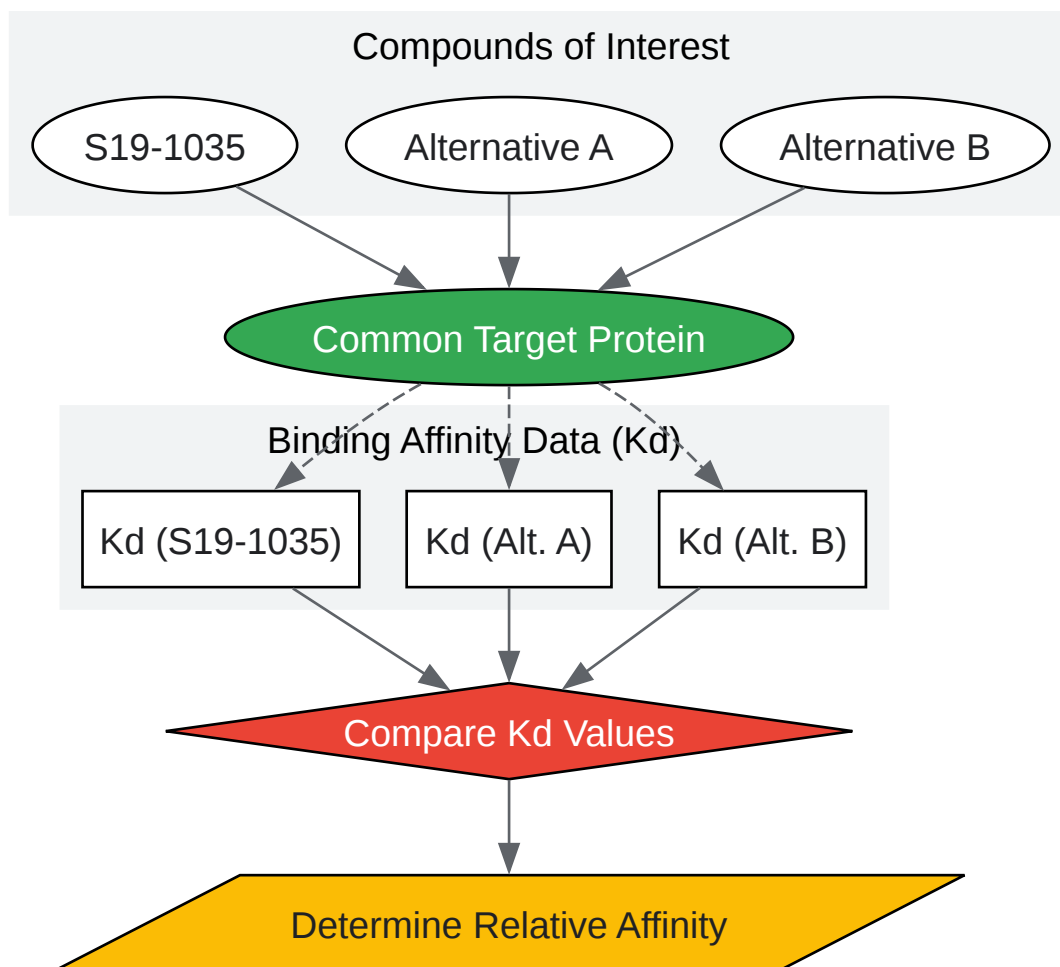 Compounds of Interest
S19-1035
Alternative A
Alternative B
Common Target Protein
Binding Affinity Data (Kd)
Kd (S19-1035)
Kd (Alt. A)
Kd (Alt. B)
Compare Kd Values
Determine Relative Affinity